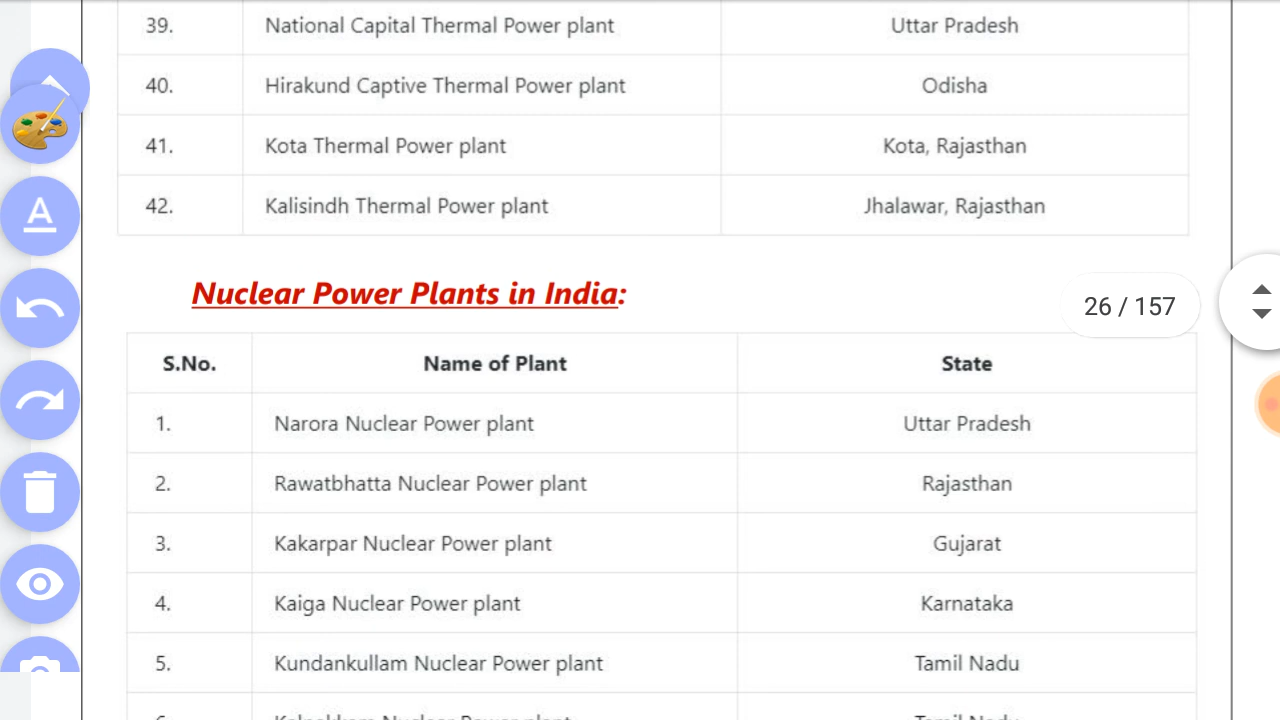 39. National Capital Thermal Power plant Uttar Pradesh
40. Hirakund Captive Thermal Power plant Odisha
41. Kota Thermal Power plant Kota, Rajasthan
42. Kalisindh Thermal Power plant Jhalawar, Rajasthan
Nuclear Power Plants in India:
26 / 157
S.No. Name of Plant State
1. Narora Nuclear Power plant Uttar Pradesh
2. Rawatbhatta Nuclear Power plant Rajasthan
3. Kakarpar Nuclear Power plant Gujarat
4. Kaiga Nuclear Power plant Karnataka
5. Kundankullam Nuclear Power plant Tamil Nadu